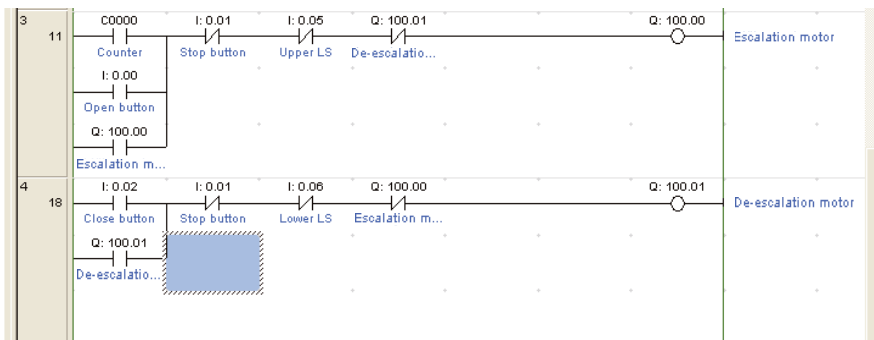 3 C0000 I: 0.01 I: 0.05 Q: 100.01 Q: 100.00
11 Escalation motor
Counter Stop button Upper LS De-escalatio...
I: 0.00
Open button
Q: 100.00
Escalation m...
4 I: 0.02 I: 0.01 I: 0.06 Q: 100.00 Q: 100.01
18 De-escalation motor
Close button Stop button Lower LS Escalation m...
Q: 100.01
De-escalatio...